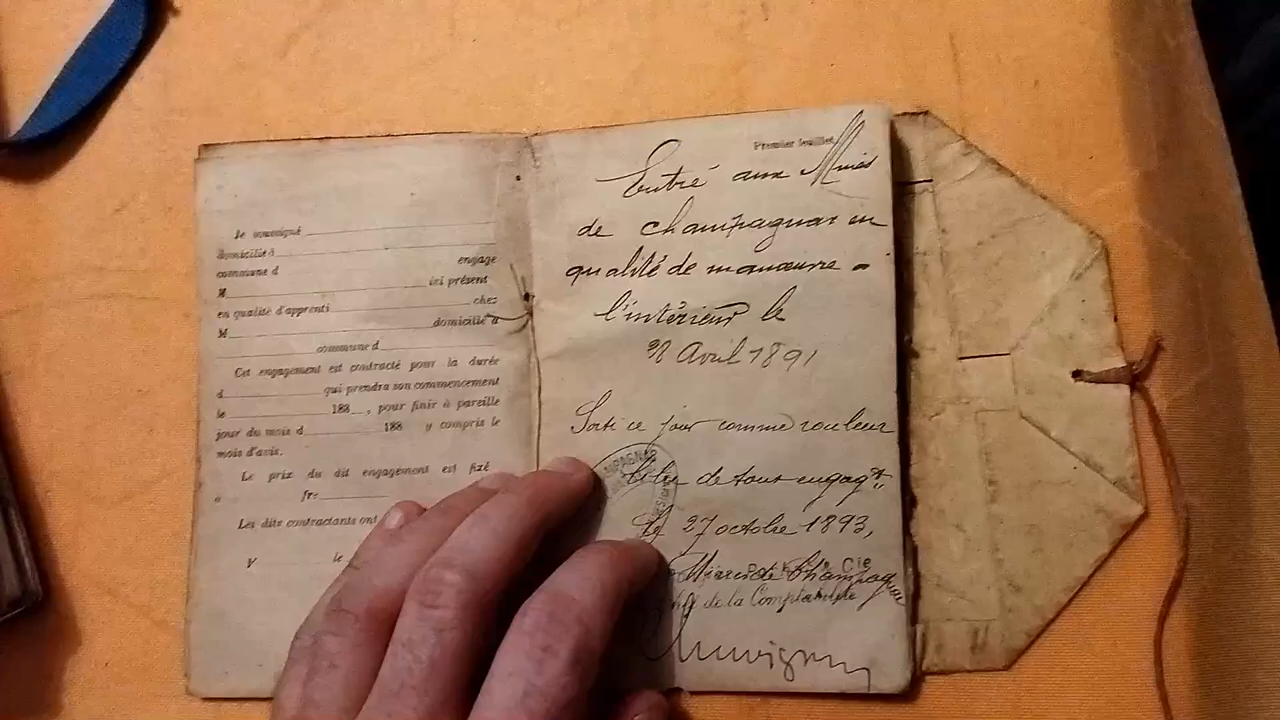 Je soussigné
domicilié à
commune d engage
M ici présent
en qualité d'apprenti chez
M domicilié à
commune d
Cet engagement est contracté pour la durée
d qui prendra son commencement
le 188 , pour finir à pareille
jour du mois d 188 y compris le
mois d'avis.
Le prix du dit engagement est fixé
a frs
Les dits contractants ont
le
Premier feuillet.
Entré aux Mines
de champagnac en
qualité de manœuvre à
l'intérieur le
Avril 1891
Sorti ce jour comme rouleur
libre de tout engagt
Le 27 octobre 1893,
Mines de Champagnac
Cie
Chef de la Comptabilité